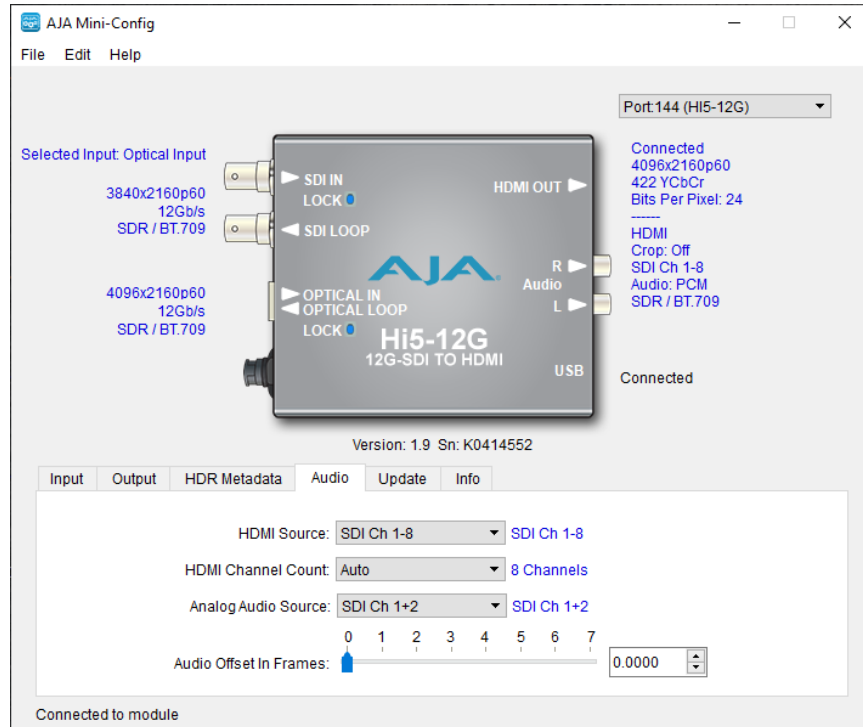 AJA Mini-Config
File Edit Help
Port:144 (HI5-12G)
Selected Input: Optical Input
3840x2160p60
12Gb/s
SDR / BT.709
4096x2160p60
12Gb/s
SDR / BT.709
SDI IN
LOCK
SDI LOOP
OPTICAL IN
OPTICAL LOOP
LOCK
HDMI OUT
AJA
R
Audio
L
Hi5-12G
12G-SDI TO HDMI
USB
Connected
4096x2160p60
422 YCbCr
Bits Per Pixel: 24
------
HDMI
Crop: Off
SDI Ch 1-8
Audio: PCM
SDR / BT.709
Connected
Version: 1.9 Sn: K0414552
Input Output HDR Metadata Audio Update Info
HDMI Source: SDI Ch 1-8 SDI Ch 1-8
HDMI Channel Count: Auto 8 Channels
Analog Audio Source: SDI Ch 1+2 SDI Ch 1+2
0 1 2 3 4 5 6 7
Audio Offset In Frames: 0.0000
Connected to module